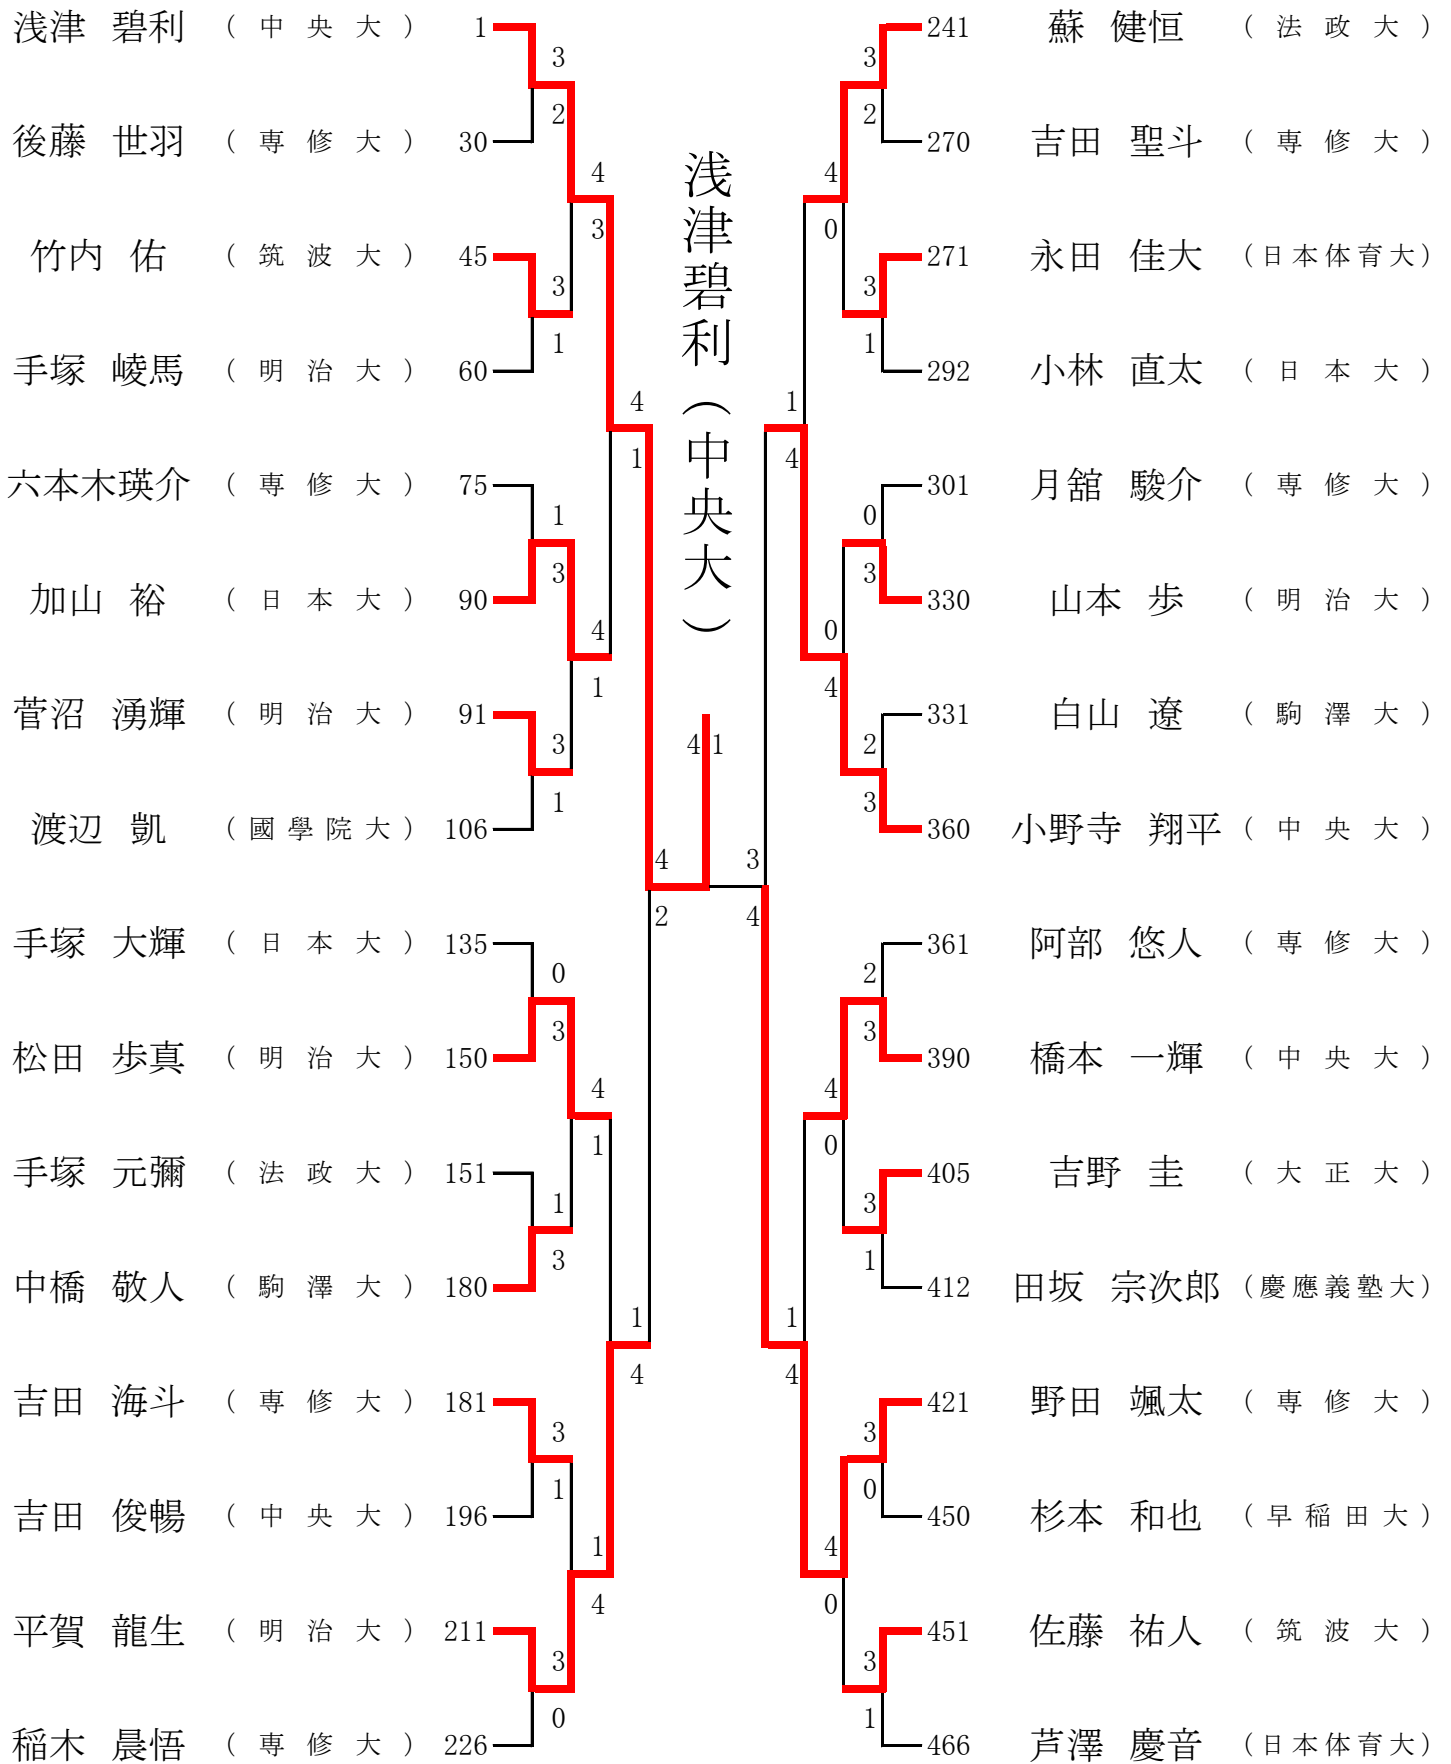 浅津 碧利 （中央大） 1
後藤 世羽 （専修大） 30
竹内 佑 （筑波大） 45
手塚 崚馬 （明治大） 60
六本木瑛介 （専修大） 75
加山 裕 （日本大） 90
菅沼 湧輝 （明治大） 91
渡辺 凱 （國學院大） 106
手塚 大輝 （日本大） 135
松田 歩真 （明治大） 150
手塚 元彌 （法政大） 151
中橋 敬人 （駒澤大） 180
吉田 海斗 （専修大） 181
吉田 俊暢 （中央大） 196
平賀 龍生 （明治大） 211
稲木 晨悟 （専修大） 226
3
2
3
1
1
3
3
1
0
3
1
3
3
1
3
0
4
3
4
1
4
1
1
4
4
1
1
4
4
2
浅津碧利（中央大）
4 1
3
4
1
4
1
4
4
0
0
4
4
0
4
0
3
2
3
1
0
3
2
3
2
3
3
1
3
0
3
1
241 蘇 健恒 （法政大）
270 吉田 聖斗 （専修大）
271 永田 佳大 （日本体育大）
292 小林 直太 （日本大）
301 月舘 駿介 （専修大）
330 山本 歩 （明治大）
331 白山 遼 （駒澤大）
360 小野寺 翔平 （中央大）
361 阿部 悠人 （専修大）
390 橋本 一輝 （中央大）
405 吉野 圭 （大正大）
412 田坂 宗次郎 （慶應義塾大）
421 野田 颯太 （専修大）
450 杉本 和也 （早稲田大）
451 佐藤 祐人 （筑波大）
466 芦澤 慶音 （日本体育大）